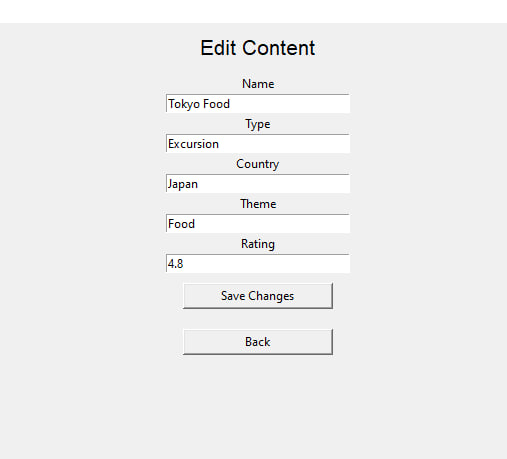 Edit Content
Name
Tokyo Food
Type
Excursion
Country
Japan
Theme
Food
Rating
4.8
Save Changes
Back